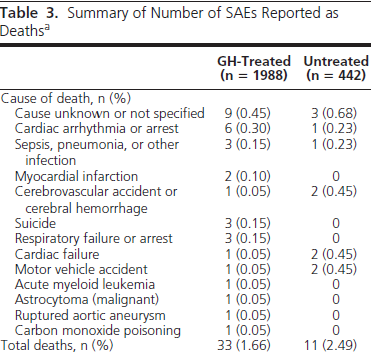 Table 3. Summary of Number of SAEs Reported as
Deathsa
GH-Treated Untreated
(n = 1988) (n = 442)
Cause of death, n (%)
Cause unknown or not specified 9 (0.45) 3 (0.68)
Cardiac arrhythmia or arrest 6 (0.30) 1 (0.23)
Sepsis, pneumonia, or other 3 (0.15) 1 (0.23)
infection
Myocardial infarction 2 (0.10) 0
Cerebrovascular accident or 1 (0.05) 2 (0.45)
cerebral hemorrhage
Suicide 3 (0.15) 0
Respiratory failure or arrest 3 (0.15) 0
Cardiac failure 1 (0.05) 2 (0.45)
Motor vehicle accident 1 (0.05) 2 (0.45)
Acute myeloid leukemia 1 (0.05) 0
Astrocytoma (malignant) 1 (0.05) 0
Ruptured aortic aneurysm 1 (0.05) 0
Carbon monoxide poisoning 1 (0.05) 0
Total deaths, n (%) 33 (1.66) 11 (2.49)